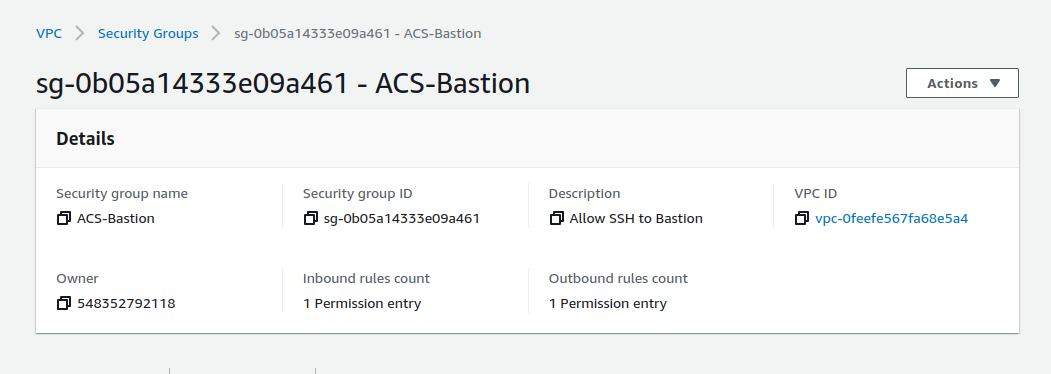 VPC > Security Groups > sg-0b05a14333e09a461 - ACS-Bastion
sg-0b05a14333e09a461 - ACS-Bastion
Actions
Details
Security group name
ACS-Bastion
Security group ID
sg-0b05a14333e09a461
Description
Allow SSH to Bastion
VPC ID
vpc-0feefe567fa68e5a4
Owner
548352792118
Inbound rules count
1 Permission entry
Outbound rules count
1 Permission entry